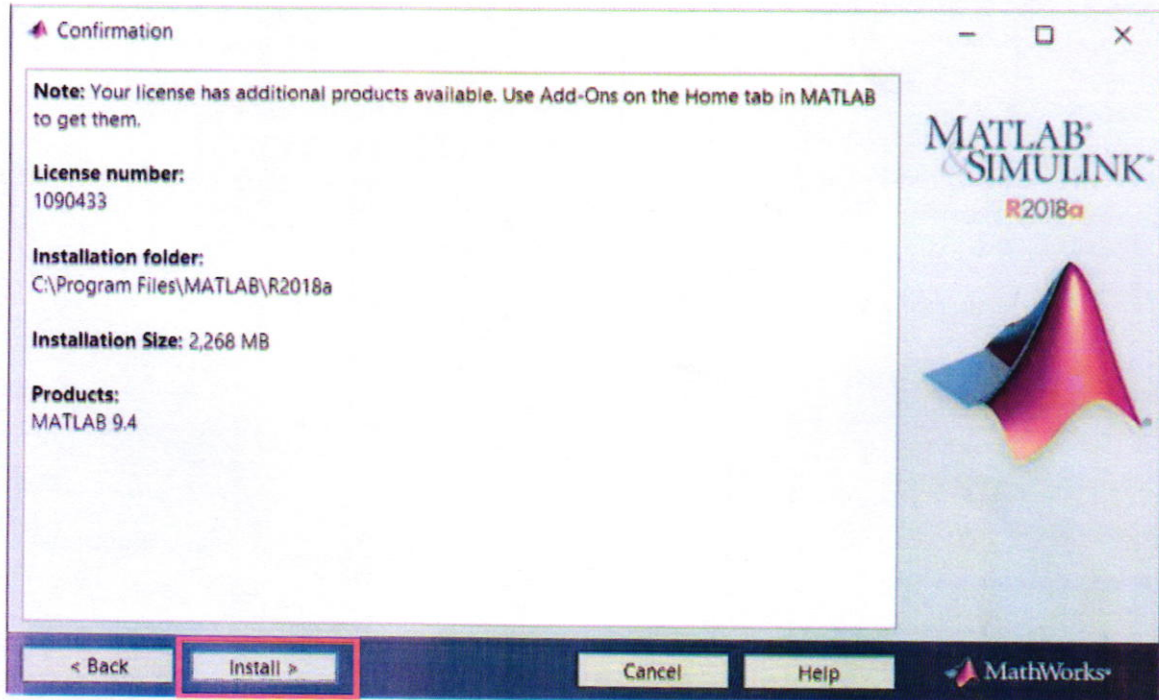 Confirmation
Note: Your license has additional products available. Use Add-Ons on the Home tab in MATLAB
to get them.
License number:
1090433
Installation folder:
C:\Program Files\MATLAB\R2018a
Installation Size: 2,268 MB
Products:
MATLAB 9.4
MATLAB®
&SIMULINK®
R2018a
< Back
Install >
Cancel
Help
MathWorks®